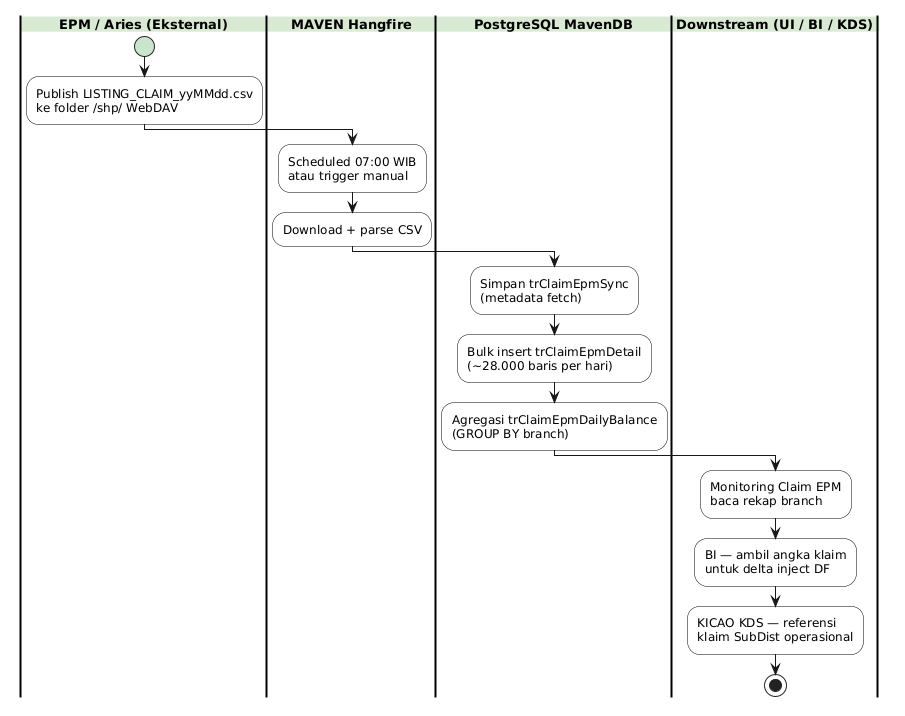 EPM / Aries (Eksternal)
MAVEN Hangfire
PostgreSQL MavenDB
Downstream (UI / BI / KDS)
Publish LISTING_CLAIM_yyMMdd.csv
ke folder /shp/ WebDAV
Scheduled 07:00 WIB
atau trigger manual
Download + parse CSV
Simpan trClaimEpmSync
(metadata fetch)
Bulk insert trClaimEpmDetail
(~28.000 baris per hari)
Agregasi trClaimEpmDailyBalance
(GROUP BY branch)
Monitoring Claim EPM
baca rekap branch
BI — ambil angka klaim
untuk delta inject DF
KICAO KDS — referensi
klaim SubDist operasional